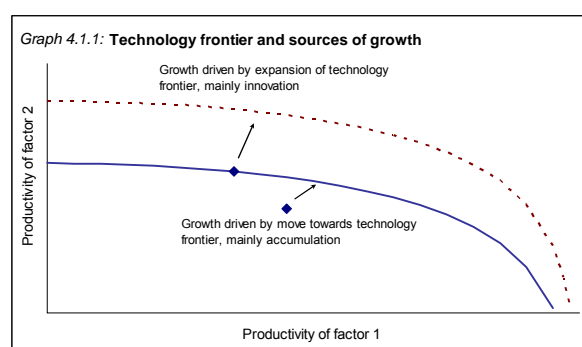 Graph 4.1.1: Technology frontier and sources of growth
Growth driven by expansion of technology
frontier, mainly innovation
Productivity of factor 2
Growth driven by move towards technology
frontier, mainly accumulation
Productivity of factor 1